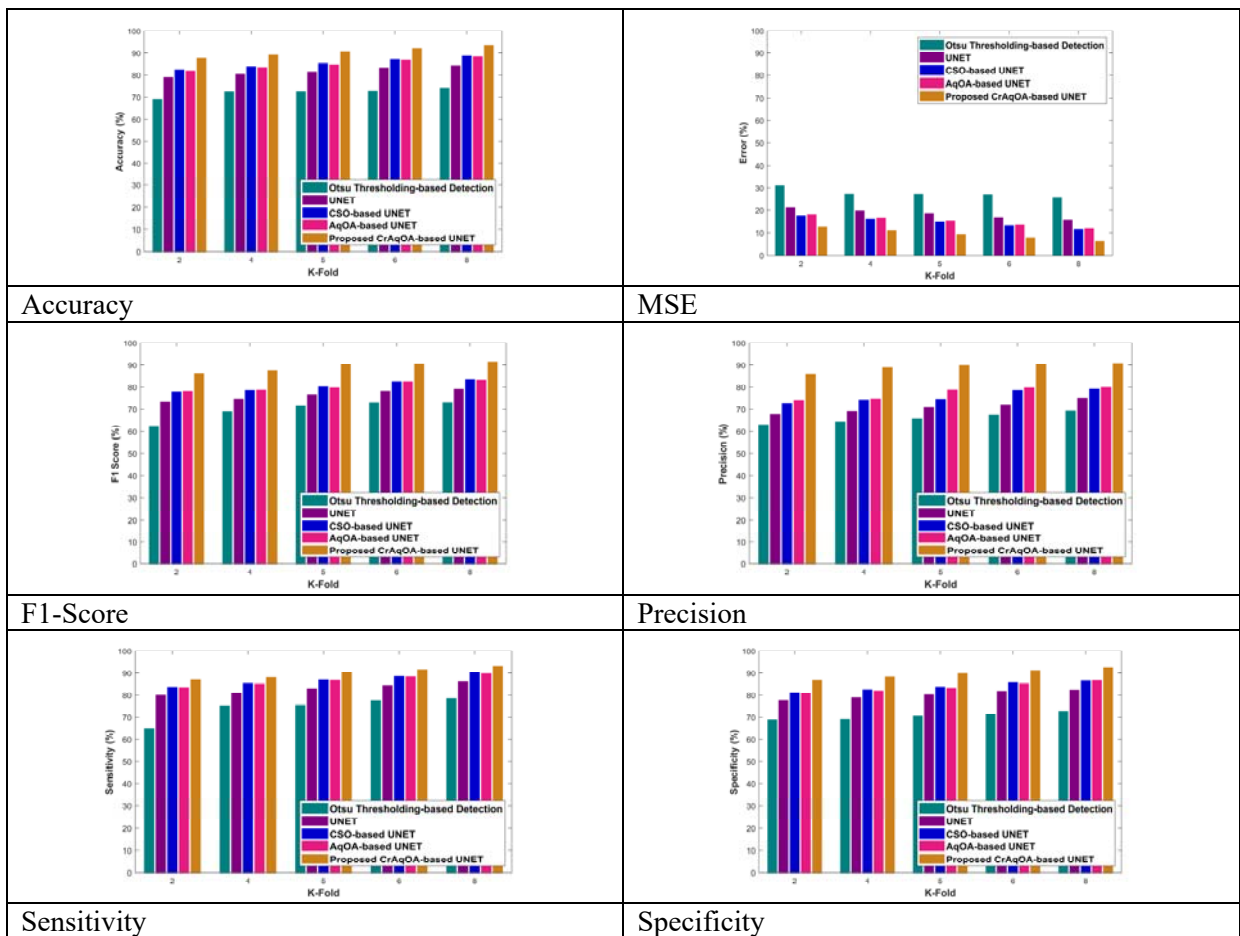 100
90
80
70
60
50
40
30
20
10
0
Accuracy (%)
2 4 5 6 8
K-Fold
Otsu Thresholding-based Detection
UNET
CSO-based UNET
AqOA-based UNET
Proposed CrAqOA-based UNET
Accuracy
100
90
80
70
60
50
40
30
20
10
0
Error (%)
2 4 5 6 8
K-Fold
Otsu Thresholding-based Detection
UNET
CSO-based UNET
AqOA-based UNET
Proposed CrAqOA-based UNET
MSE
100
90
80
70
60
50
40
30
20
10
0
F1 Score (%)
2 4 5 6 8
K-Fold
Otsu Thresholding-based Detection
UNET
CSO-based UNET
AqOA-based UNET
Proposed CrAqOA-based UNET
F1-Score
100
90
80
70
60
50
40
30
20
10
0
Precision (%)
2 4 5 6 8
K-Fold
Otsu Thresholding-based Detection
UNET
CSO-based UNET
AqOA-based UNET
Proposed CrAqOA-based UNET
Precision
100
90
80
70
60
50
40
30
20
10
0
Sensitivity (%)
2 4 5 6 8
K-Fold
Otsu Thresholding-based Detection
UNET
CSO-based UNET
AqOA-based UNET
Proposed CrAqOA-based UNET
Sensitivity
100
90
80
70
60
50
40
30
20
10
0
Specificity (%)
2 4 5 6 8
K-Fold
Otsu Thresholding-based Detection
UNET
CSO-based UNET
AqOA-based UNET
Proposed CrAqOA-based UNET
Specificity